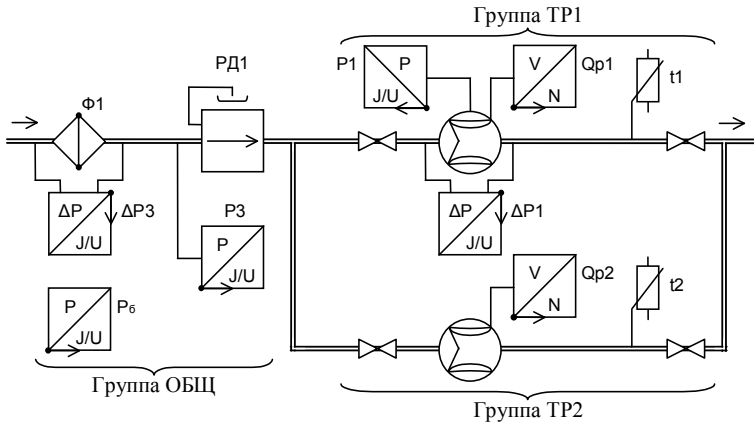 Группа ТР1
P1
P
J/U
V
N
Qp1
t1
Ф1
РД1
ΔP
J/U
ΔP3
P3
P
J/U
ΔP
J/U
ΔP1
P
J/U
Pб
V
N
Qp2
t2
Группа ОБЩ
Группа ТР2